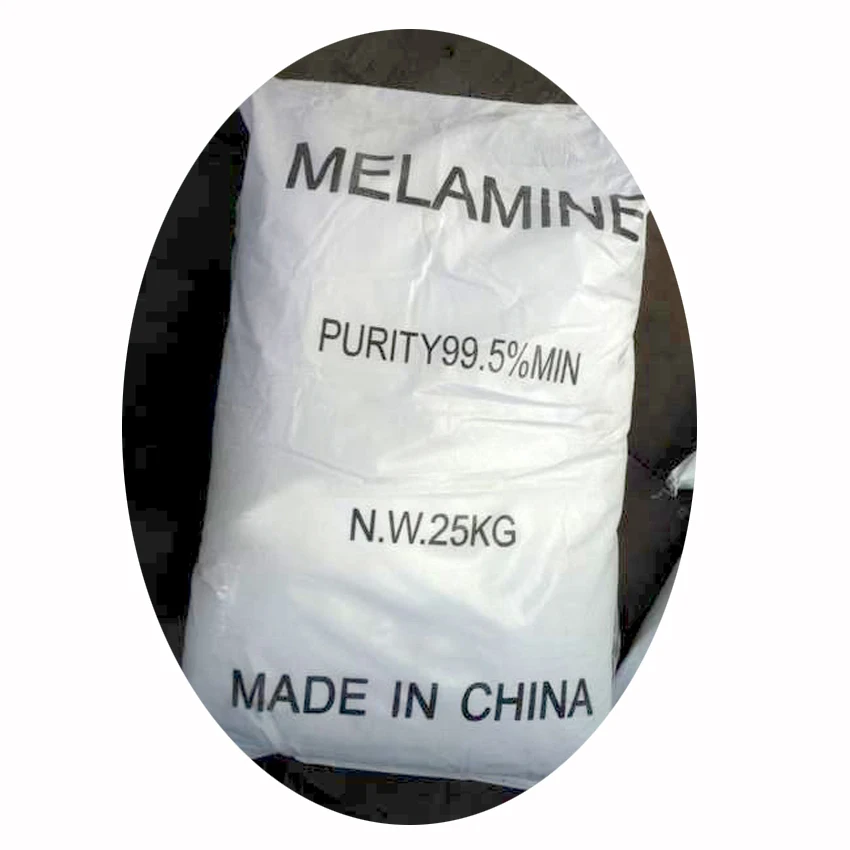 MELAMINE
PURITY99.5%MIN
N.W.25KG
MADE IN CHINA